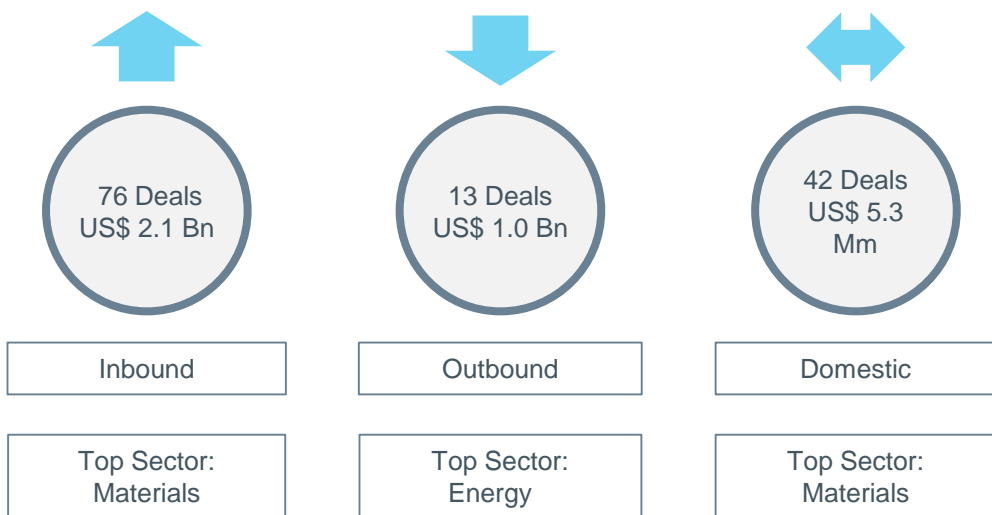 76 Deals
US$ 2.1 Bn
13 Deals
US$ 1.0 Bn
42 Deals
US$ 5.3
Mm
Inbound
Outbound
Domestic
Top Sector:
Materials
Top Sector:
Energy
Top Sector:
Materials